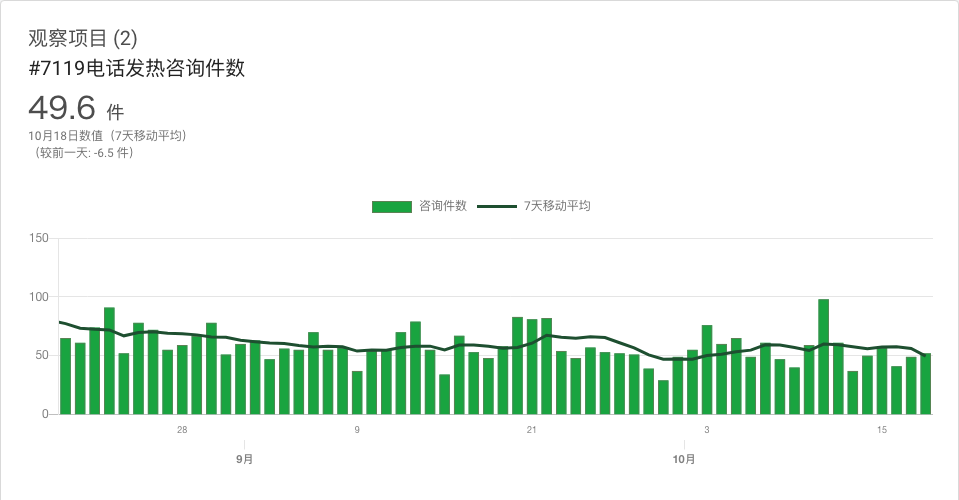 观察项目 (2)
#7119电话发热咨询件数
49.6 件
10月18日数值（7天移动平均）
（较前一天: -6.5 件）
咨询件数 7天移动平均
150
100
50
0
28 9 21 3 15
9月 10月